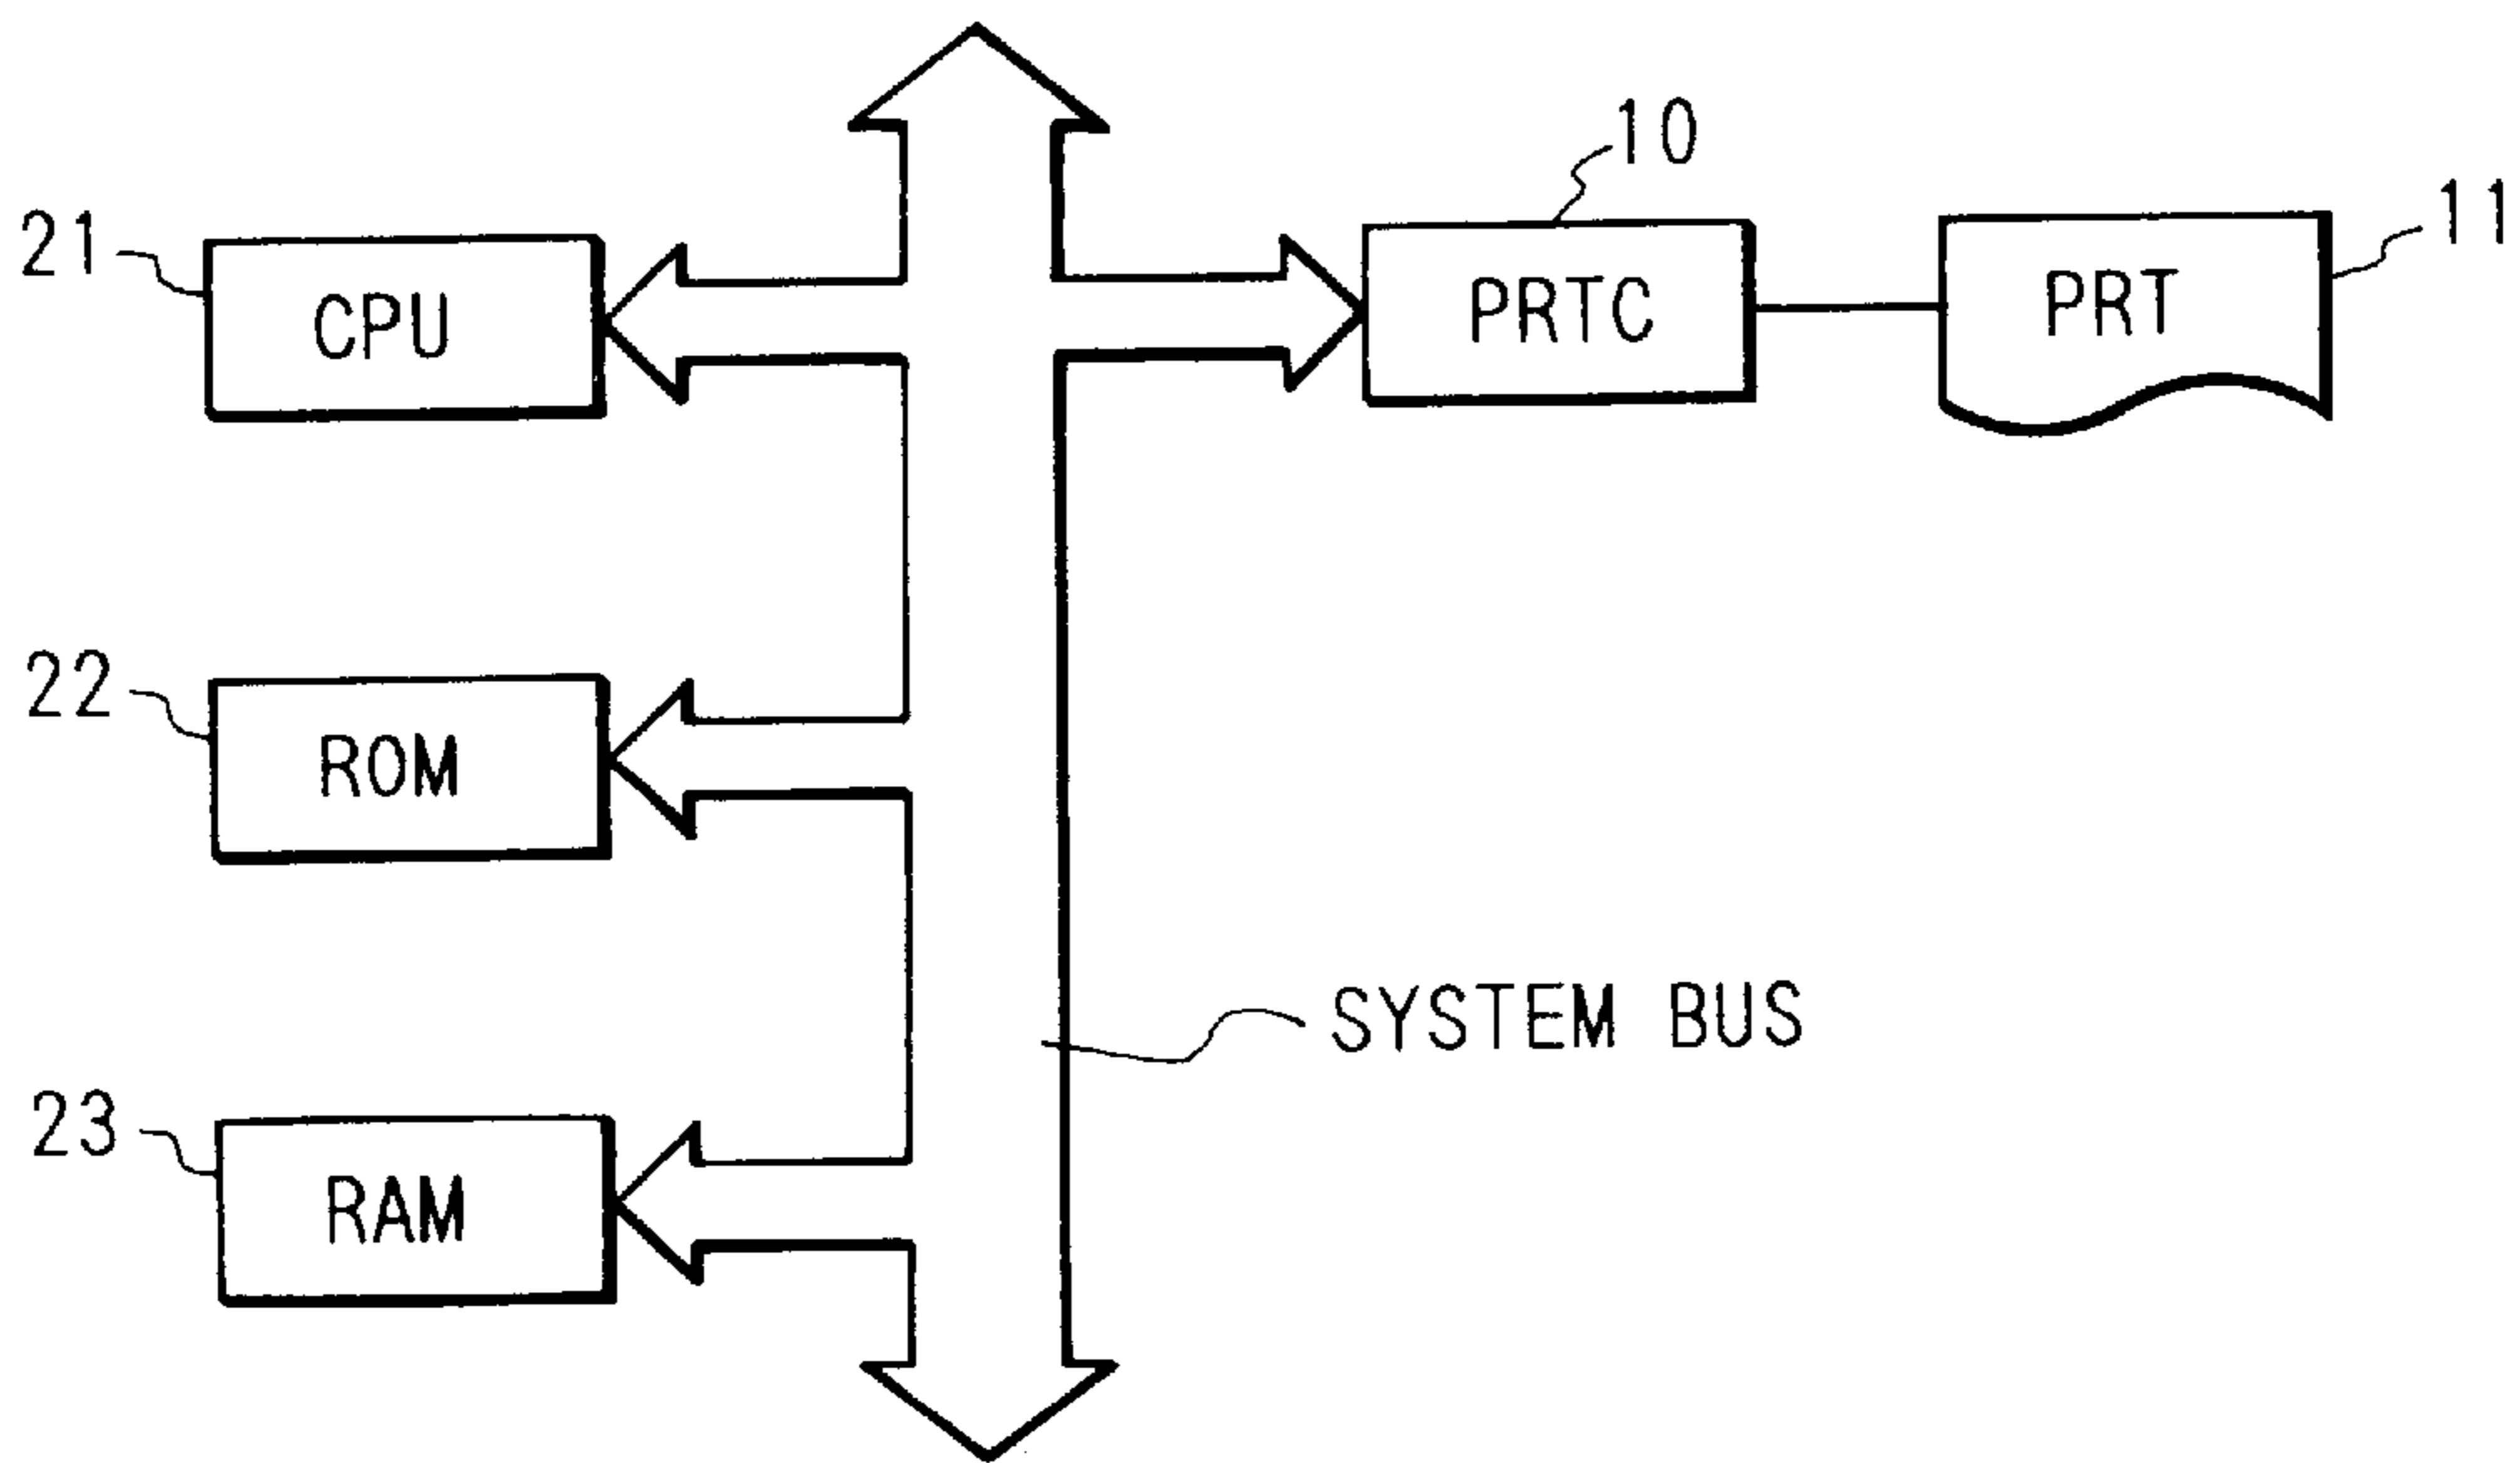 10
11
21
CPU
PRTC
PRT
22
ROM
SYSTEM BUS
23
RAM